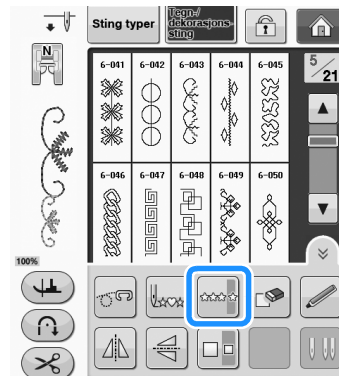 Sting typer
Tegn-/
dekorasjons-
sting
N
5
21
6-041 6-042 6-043 6-044 6-045
6-046 6-047 6-048 6-049 6-050
100%